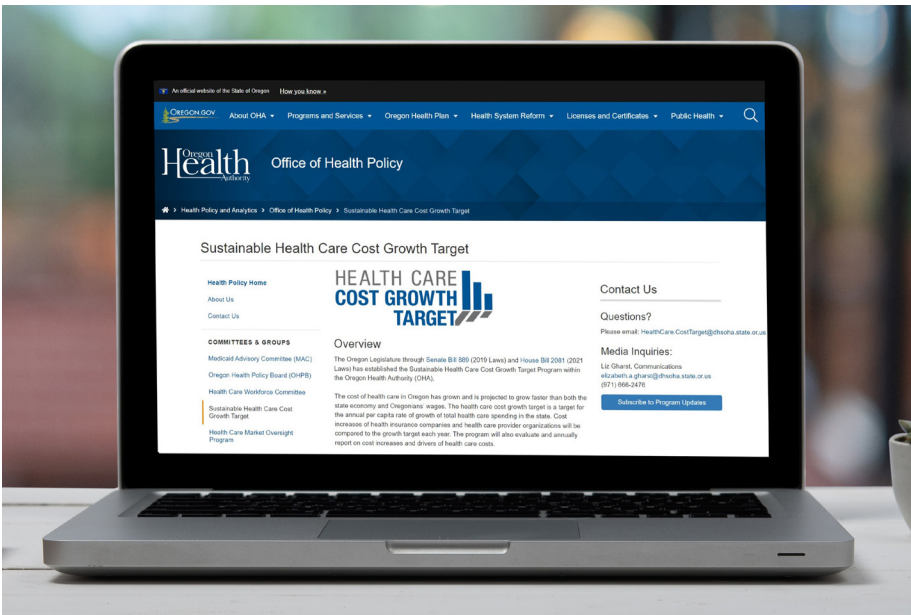 An official website of the State of Oregon How you know »
OREGON.GOV About OHA Programs and Services Oregon Health Plan Health System Reform Licenses and Certificates Public Health
Oregon
Health
Authority
Office of Health Policy
> Health Policy and Analytics > Office of Health Policy > Sustainable Health Care Cost Growth Target
Sustainable Health Care Cost Growth Target
Health Policy Home
About Us
Contact Us
COMMITTEES & GROUPS
Medicaid Advisory Committee (MAC)
Oregon Health Policy Board (OHPB)
Health Care Workforce Committee
Sustainable Health Care Cost
Growth Target
Health Care Market Oversight
Program
HEALTH CARE
COST GROWTH
TARGET
Overview
The Oregon Legislature through Senate Bill 889 (2019 Laws) and House Bill 2081 (2021
Laws) has established the Sustainable Health Care Cost Growth Target Program within
the Oregon Health Authority (OHA).
The cost of health care in Oregon has grown and is projected to grow faster than both the
state economy and Oregonians' wages. The health care cost growth target is a target for
the annual per capita rate of growth of total health care spending in the state. Cost
increases of health insurance companies and health care provider organizations will be
compared to the growth target each year. The program will also evaluate and annually
report on cost increases and drivers of health care costs.
Contact Us
Questions?
Please email: HealthCare.CostTarget@dhsoha.state.or.us
Media Inquiries:
Liz Gharst, Communications
elizabeth.a.gharst@dhsoha.state.or.us
(971) 666-2476
Subscribe to Program Updates